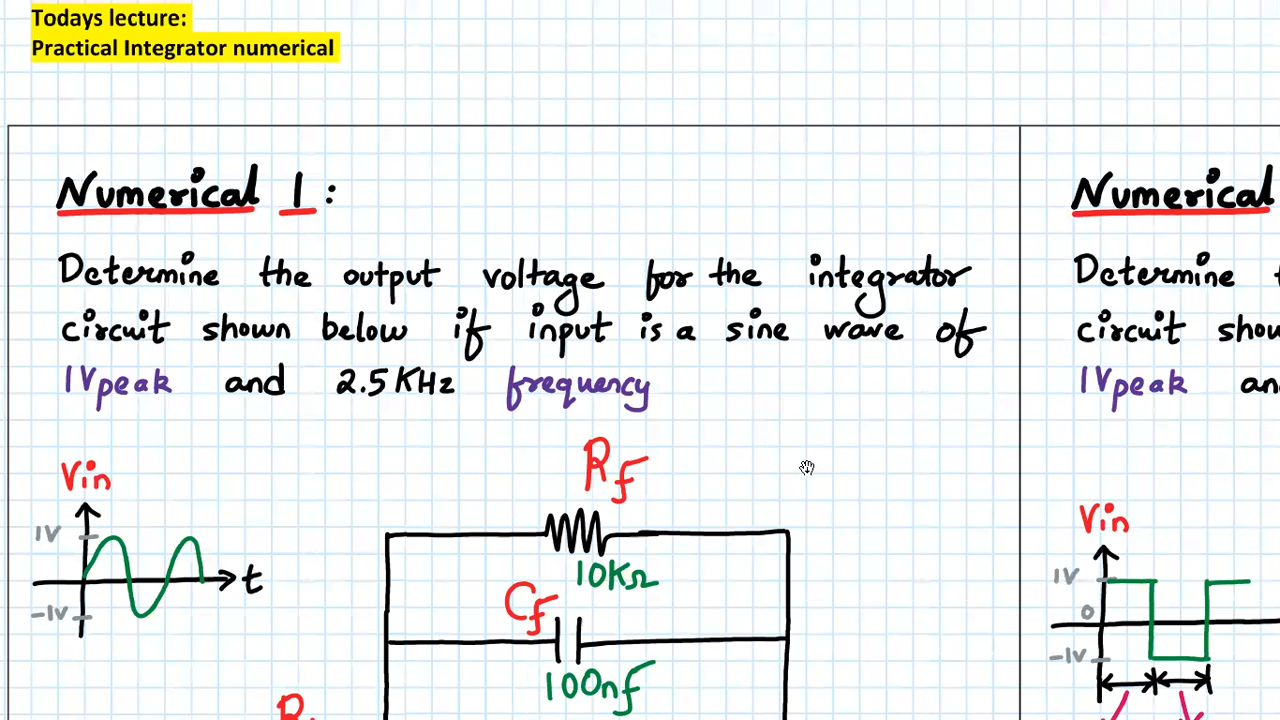 Todays lecture:
Practical Integrator numerical
Numerical 1:
Determine the output voltage for the integrator
circuit shown below if input is a sine wave of
1Vpeak and 2.5KHz frequency
Vin
1V
-1V
t
Rf
10KΩ
Cf
100nf
R
Numerical
Determine
circuit
1Vpeak
Vin
1V
0
-1V